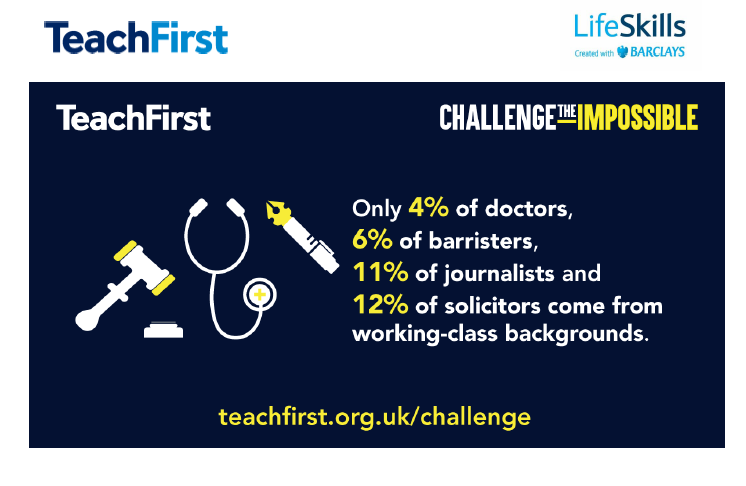 TeachFirst
LifeSkills
Created with BARCLAYS
TeachFirst
CHALLENGE THE IMPOSSIBLE
Only 4% of doctors,
6% of barristers,
11% of journalists and
12% of solicitors come from
working-class backgrounds.
teachfirst.org.uk/challenge